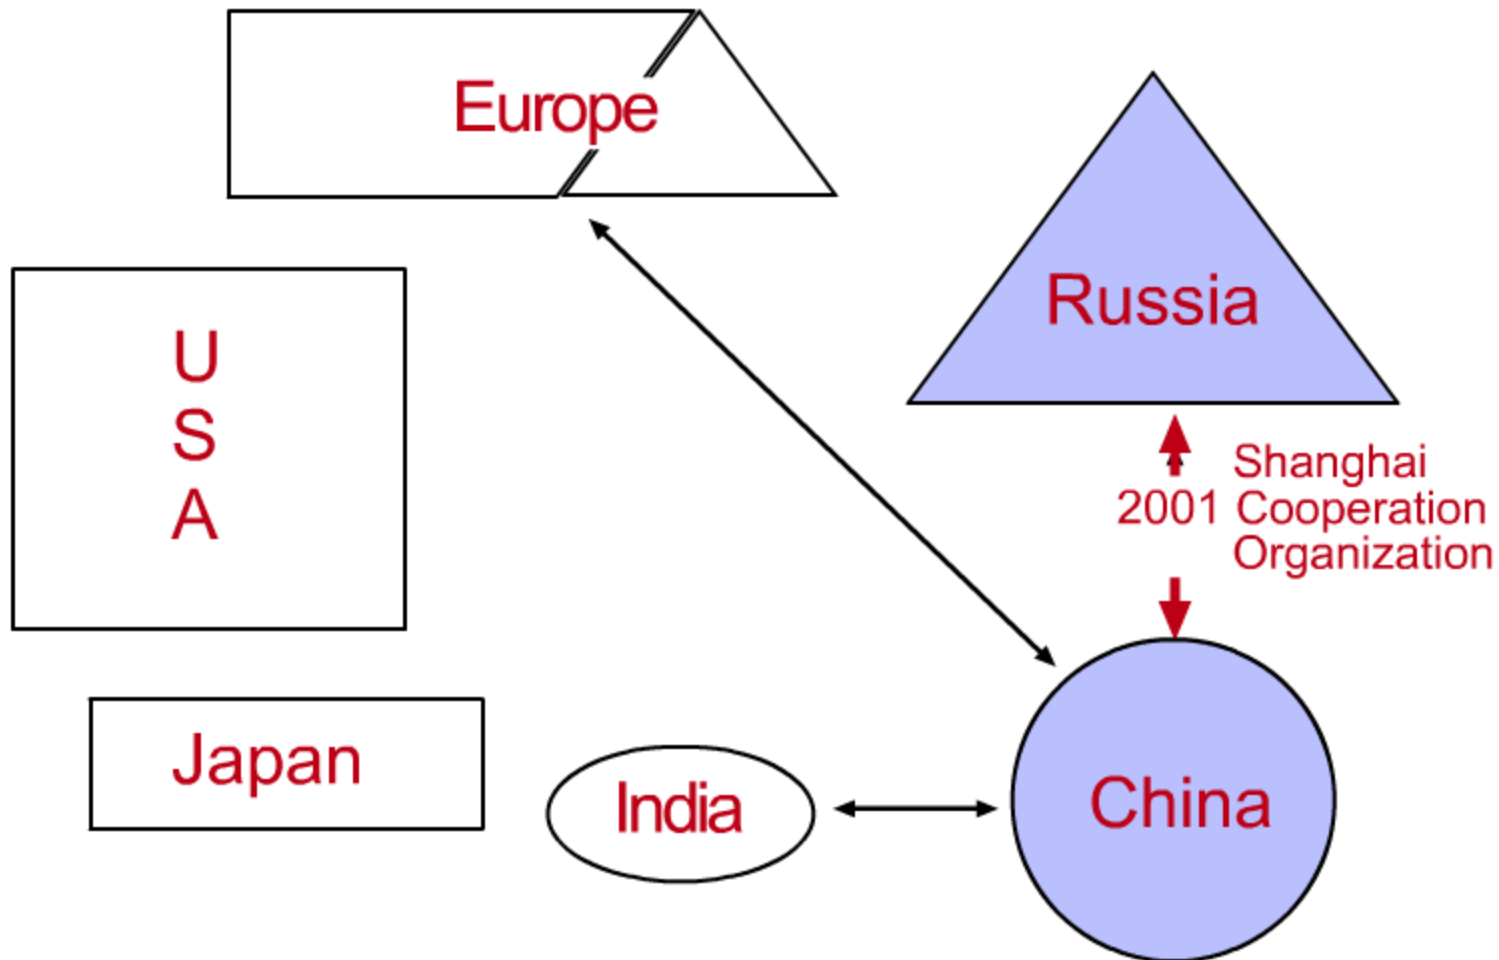 Europe
Russia
U
S
A
Shanghai
2001 Cooperation
Organization
Japan
India
China